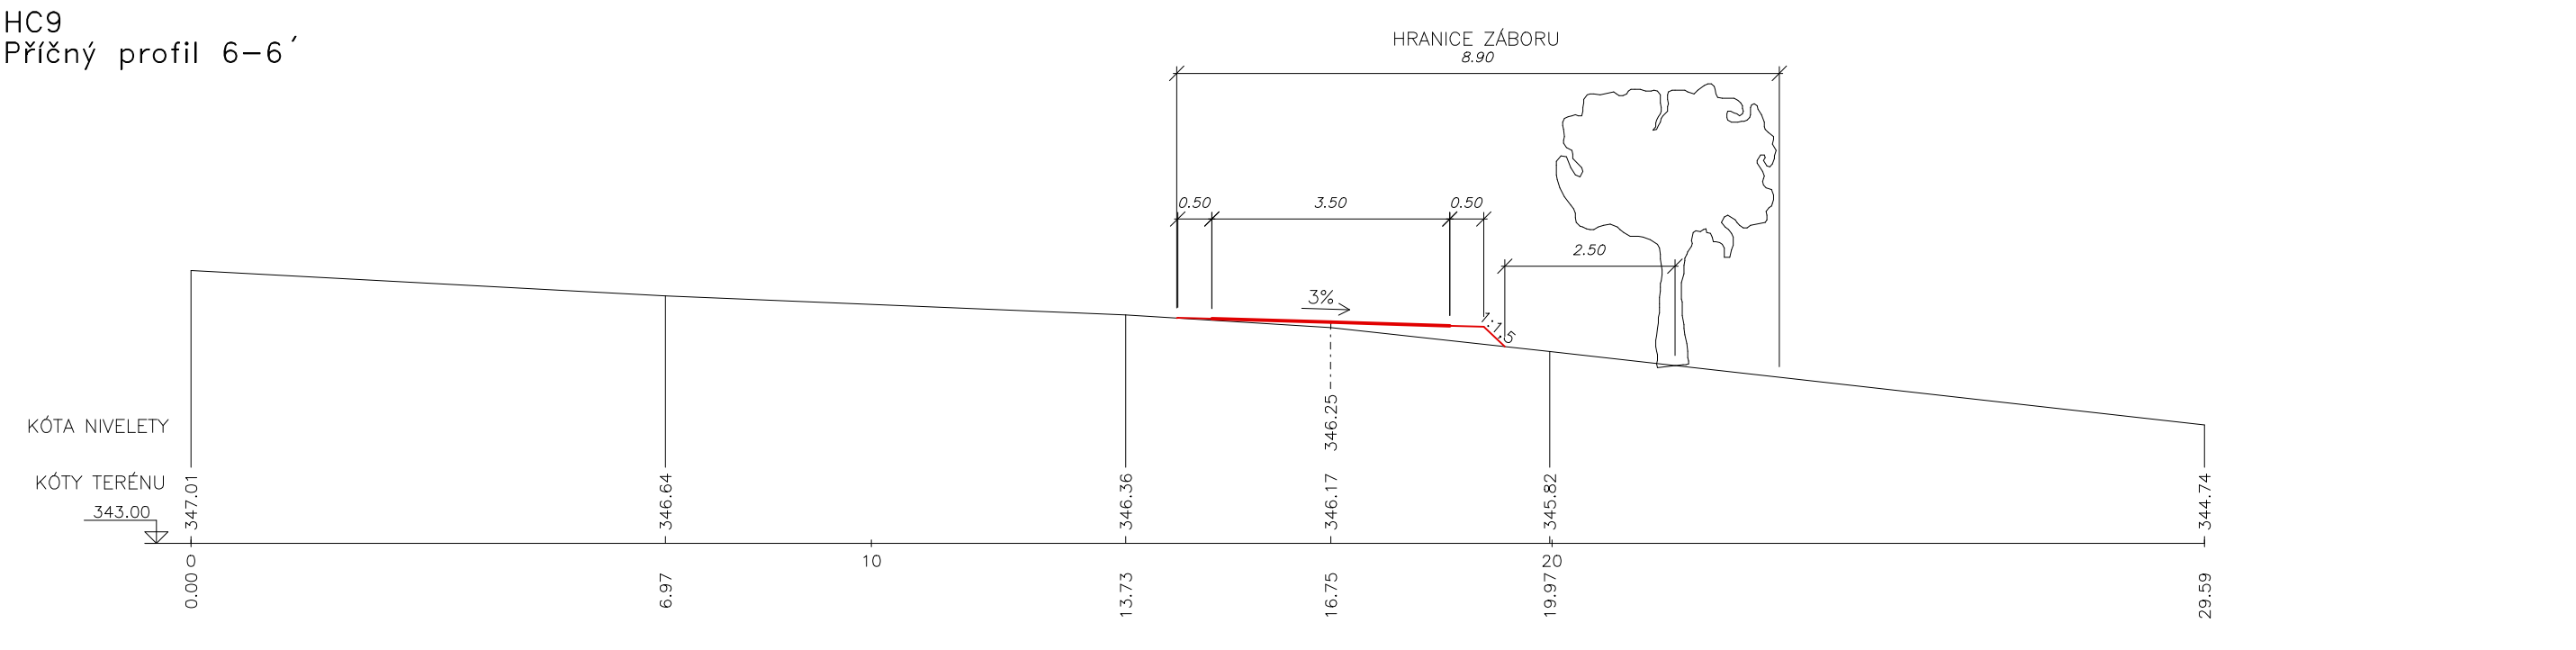 HC9
Příčný profil 6-6´
HRANICE ZÁBORU
8.90
0.50 3.50 0.50
2.50
3%
1:1.5
KÓTA NIVELETY
346.25
KÓTY TERÉNU
347.01 346.64 346.36 346.17 345.82 344.74
343.00
0 10 20
0.00 6.97 13.73 16.75 19.97 29.59